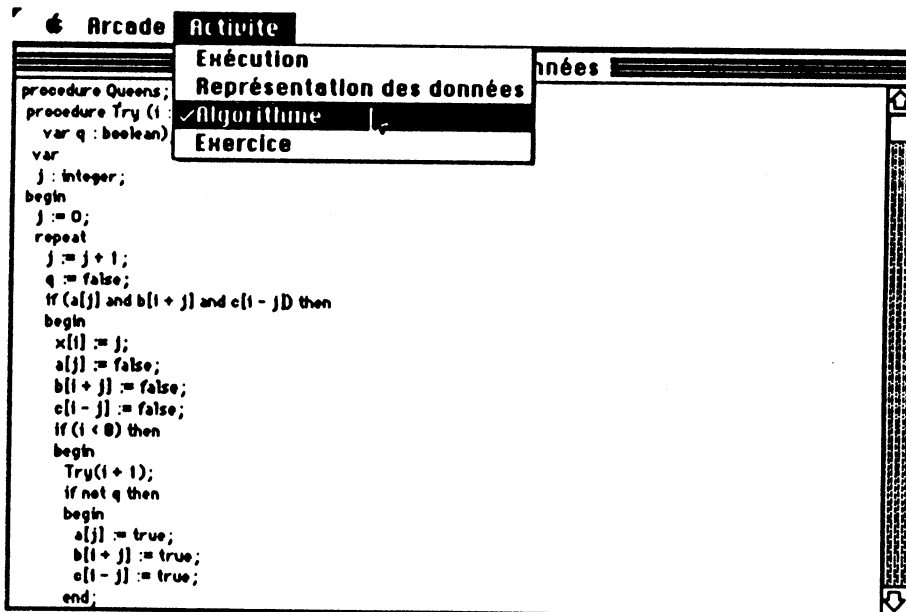 Arcade Activite
Exécution
nnées
Représentation des données
✓Algorithme
Exercice
procedure Queens;
procedure Try (i :
var q : boolean)
var
j : integer;
begin
j := 0;
repeat
j := j + 1;
q := false;
if (a[j] and b[i + j] and c[i - j]) then
begin
x[i] := j;
a[j] := false;
b[i + j] := false;
c[i - j] := false;
if (i < 8) then
begin
Try(i + 1);
if not q then
begin
a[j] := true;
b[i + j] := true;
c[i - j] := true;
end;